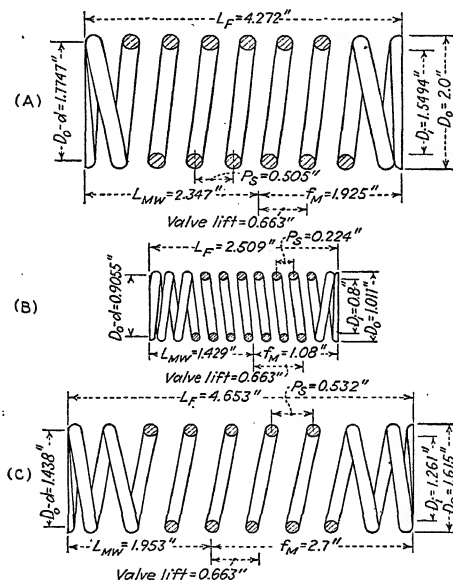 L_F=4.272"
(A)
D_o-d=1.7747"
D_i=1.5494"
D_o=2.0"
P_S=0.505"
L_MW=2.347"
f_M=1.925"
Valve lift=0.663"
P_S=0.224"
L_F=2.509"
(B)
D_o-d=0.9055"
D_i=0.8"
D_o=1.011"
L_MW=1.429"
f_M=1.08"
Valve lift=0.663"
P_S=0.532"
L_F=4.653"
(C)
D_o-d=1.438"
D_i=1.261"
D_o=1.615"
L_MW=1.953"
f_M=2.7"
Valve lift=0.663"